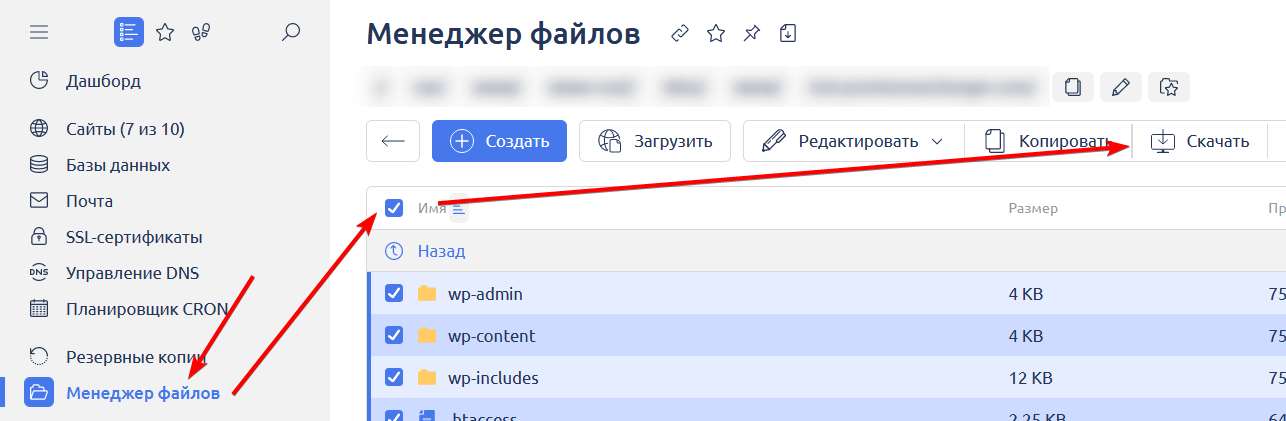 Менеджер файлов
Дашборд
Сайты (7 из 10)
Базы данных
Почта
SSL-сертификаты
DNS Управление DNS
Планировщик CRON
Резервные копии
Менеджер файлов
Создать Загрузить Редактировать Копировать Скачать
Имя Размер Пр
Назад
wp-admin 4 KB 75
wp-content 4 KB 75
wp-includes 12 KB 75
.htaccess 2.25 KB 64